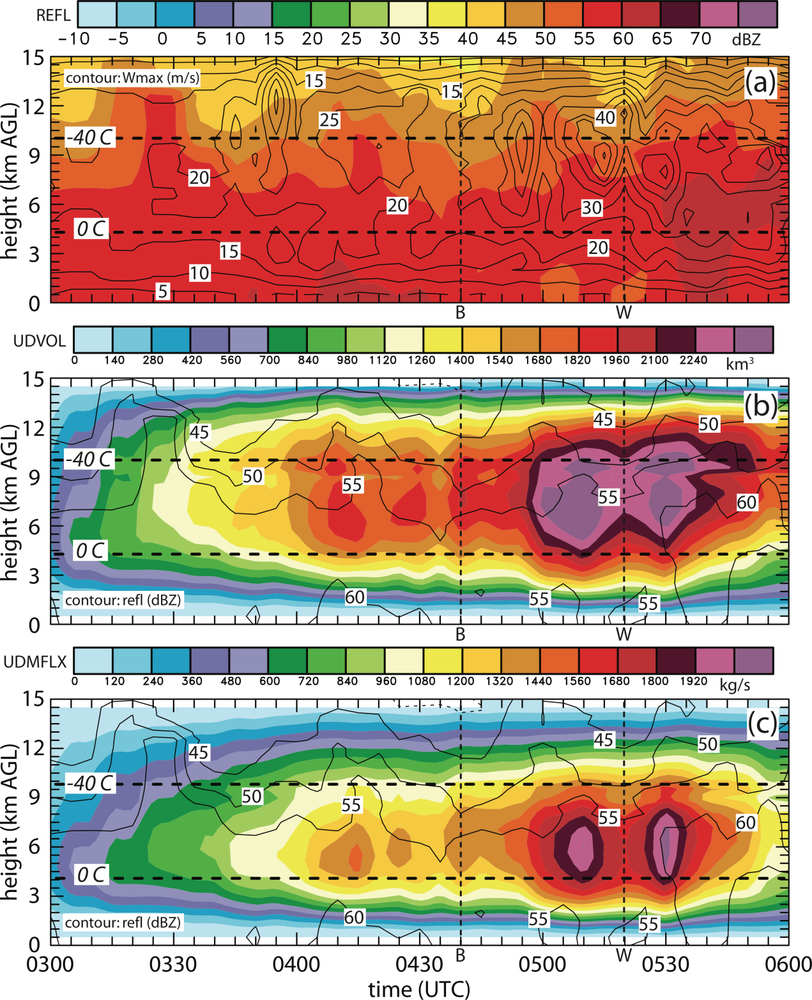 REFL
-10 -5 0 5 10 15 20 25 30 35 40 45 50 55 60 65 70 dBZ
15
contour: Wmax (m/s)
15
15
(a)
12
25
40
-40 C
9
20
6
20
30
0 C
3
15
20
10
5
0
height (km AGL)
B
W
UDVOL
0 140 280 420 560 700 840 980 1120 1260 1400 1540 1680 1820 1960 2100 2240 km³
15
(b)
12
45
45
50
-40 C
9
50
55
55
60
6
0 C
3
contour: refl (dBZ)
60
55
55
0
height (km AGL)
B
W
UDMFLX
0 120 240 360 480 600 720 840 960 1080 1200 1320 1440 1560 1680 1800 1920 kg/s
15
(c)
12
45
45
50
-40 C
9
50
55
55
60
6
0 C
3
contour: refl (dBZ)
60
55
55
0
height (km AGL)
B
W
0300 0330 0400 0430 0500 0530 0600
time (UTC)